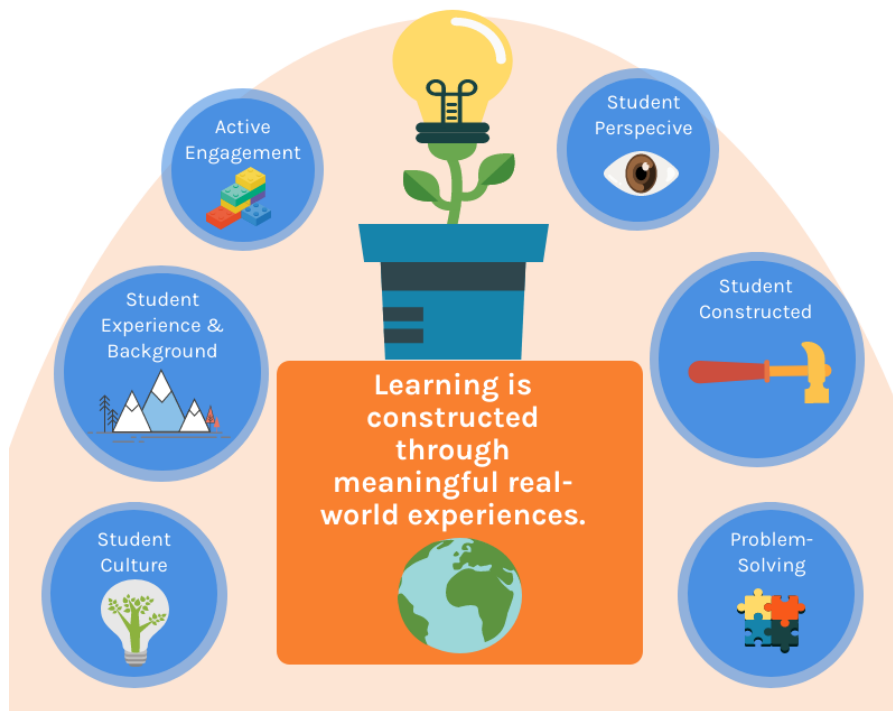 Active
Engagement
Student
Perspecive
Student
Experience &
Background
Student
Constructed
Learning is
constructed
through
meaningful real-
world experiences.
Student
Culture
Problem-
Solving